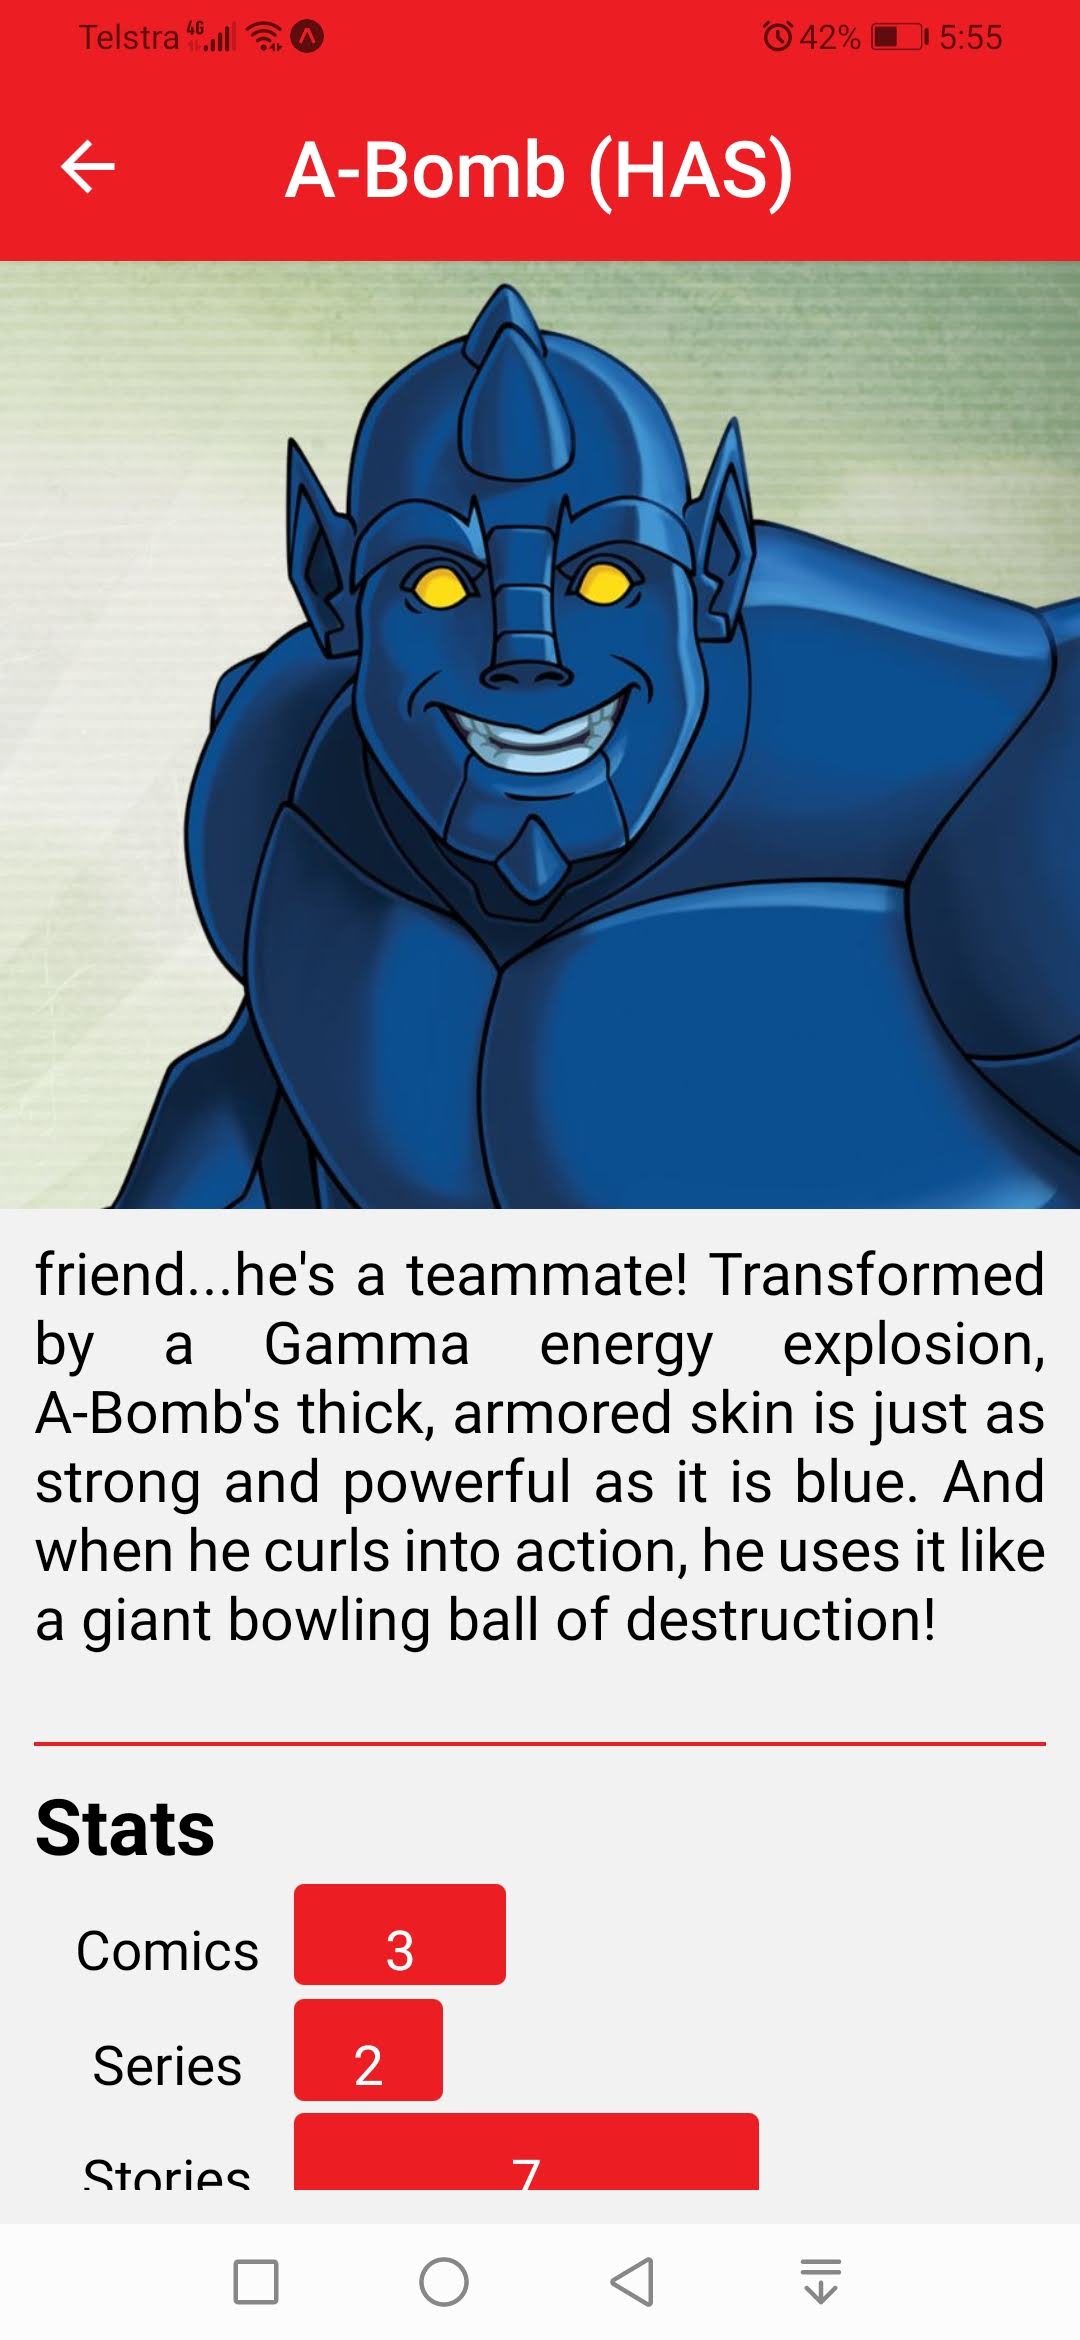 Telstra 4G 42% 5:55
A-Bomb (HAS)
friend...he's a teammate! Transformed
by a Gamma energy explosion,
A-Bomb's thick, armored skin is just as
strong and powerful as it is blue. And
when he curls into action, he uses it like
a giant bowling ball of destruction!
Stats
Comics 3
Series 2
Stories 7